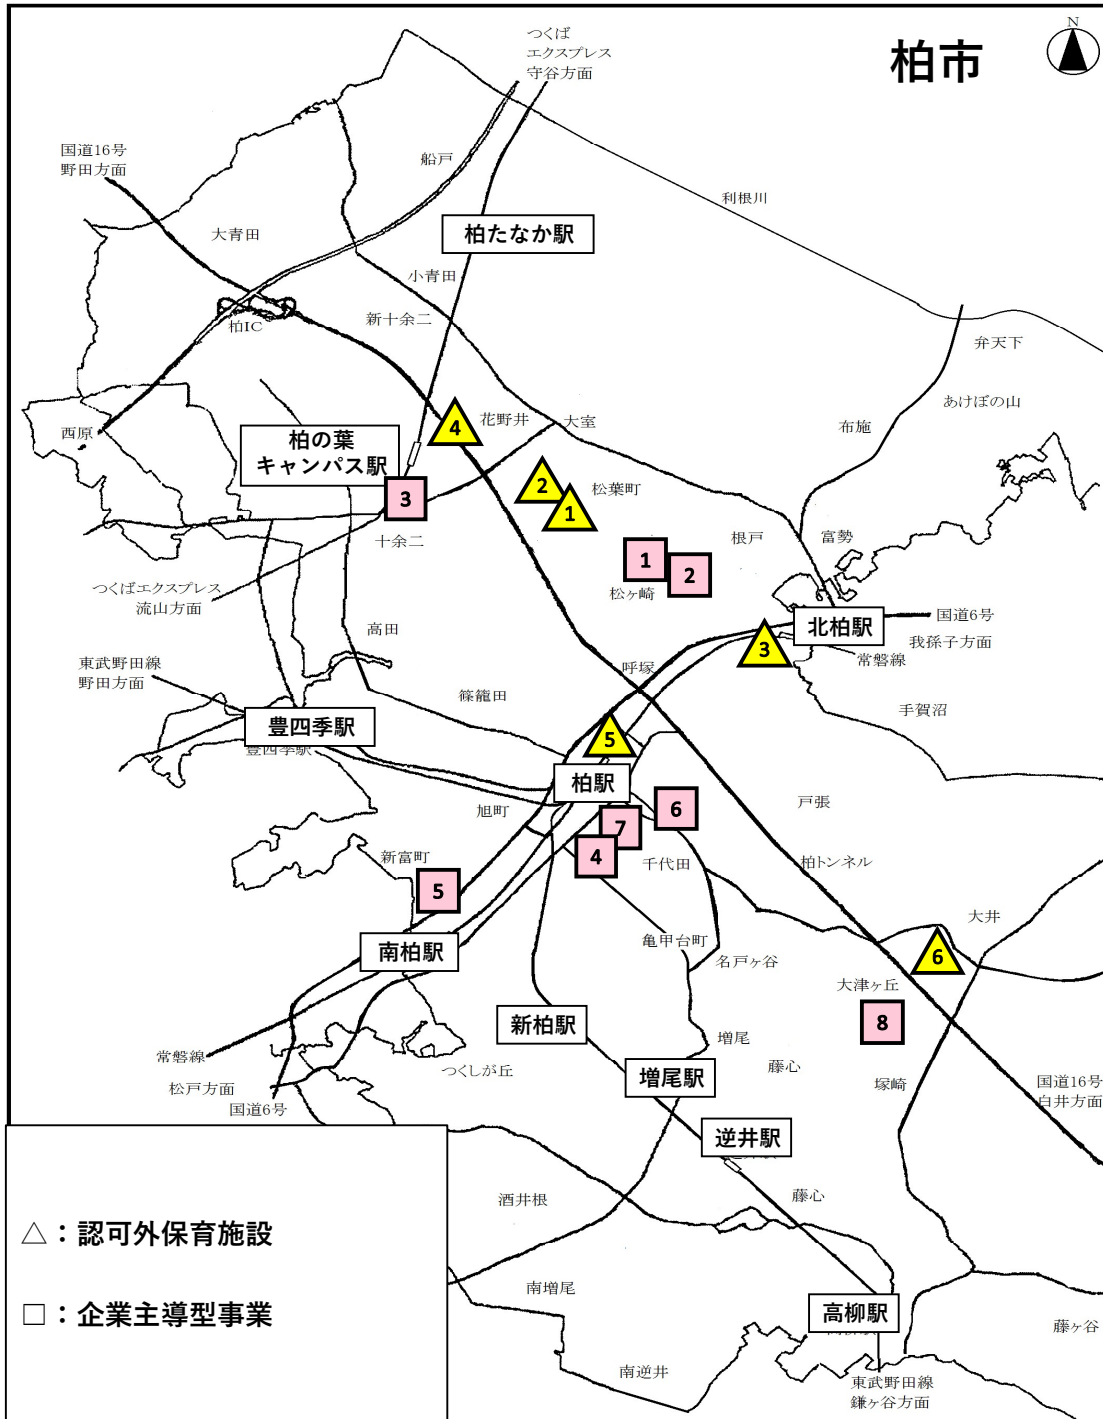 つくば
エクスプレス
守谷方面
柏市
N
国道16号
野田方面
船戸
利根川
大青田
柏たなか駅
小青田
新十余二
柏IC
弁天下
あけぼの山
布施
花野井
大室
4
西原
柏の葉
キャンパス駅
3
2
1
松葉町
十余二
根戸
富勢
1
2
松ヶ崎
つくばエクスプレス
流山方面
北柏駅
国道6号
我孫子方面
3
常磐線
高田
東武野田線
野田方面
呼塚
篠籠田
手賀沼
豊四季駅
豊四季駅
5
柏駅
戸張
旭町
6
7
4
千代田
柏トンネル
新富町
5
大井
亀甲台町
南柏駅
名戸ヶ谷
6
大津ヶ丘
8
新柏駅
増尾
常磐線
松戸方面
つくしが丘
増尾駅
藤心
塚崎
国道16号
白井方面
国道6号
逆井駅
酒井根
藤心
△：認可外保育施設
南増尾
□：企業主導型事業
高柳駅
藤ヶ谷
南逆井
東武野田線
鎌ヶ谷方面